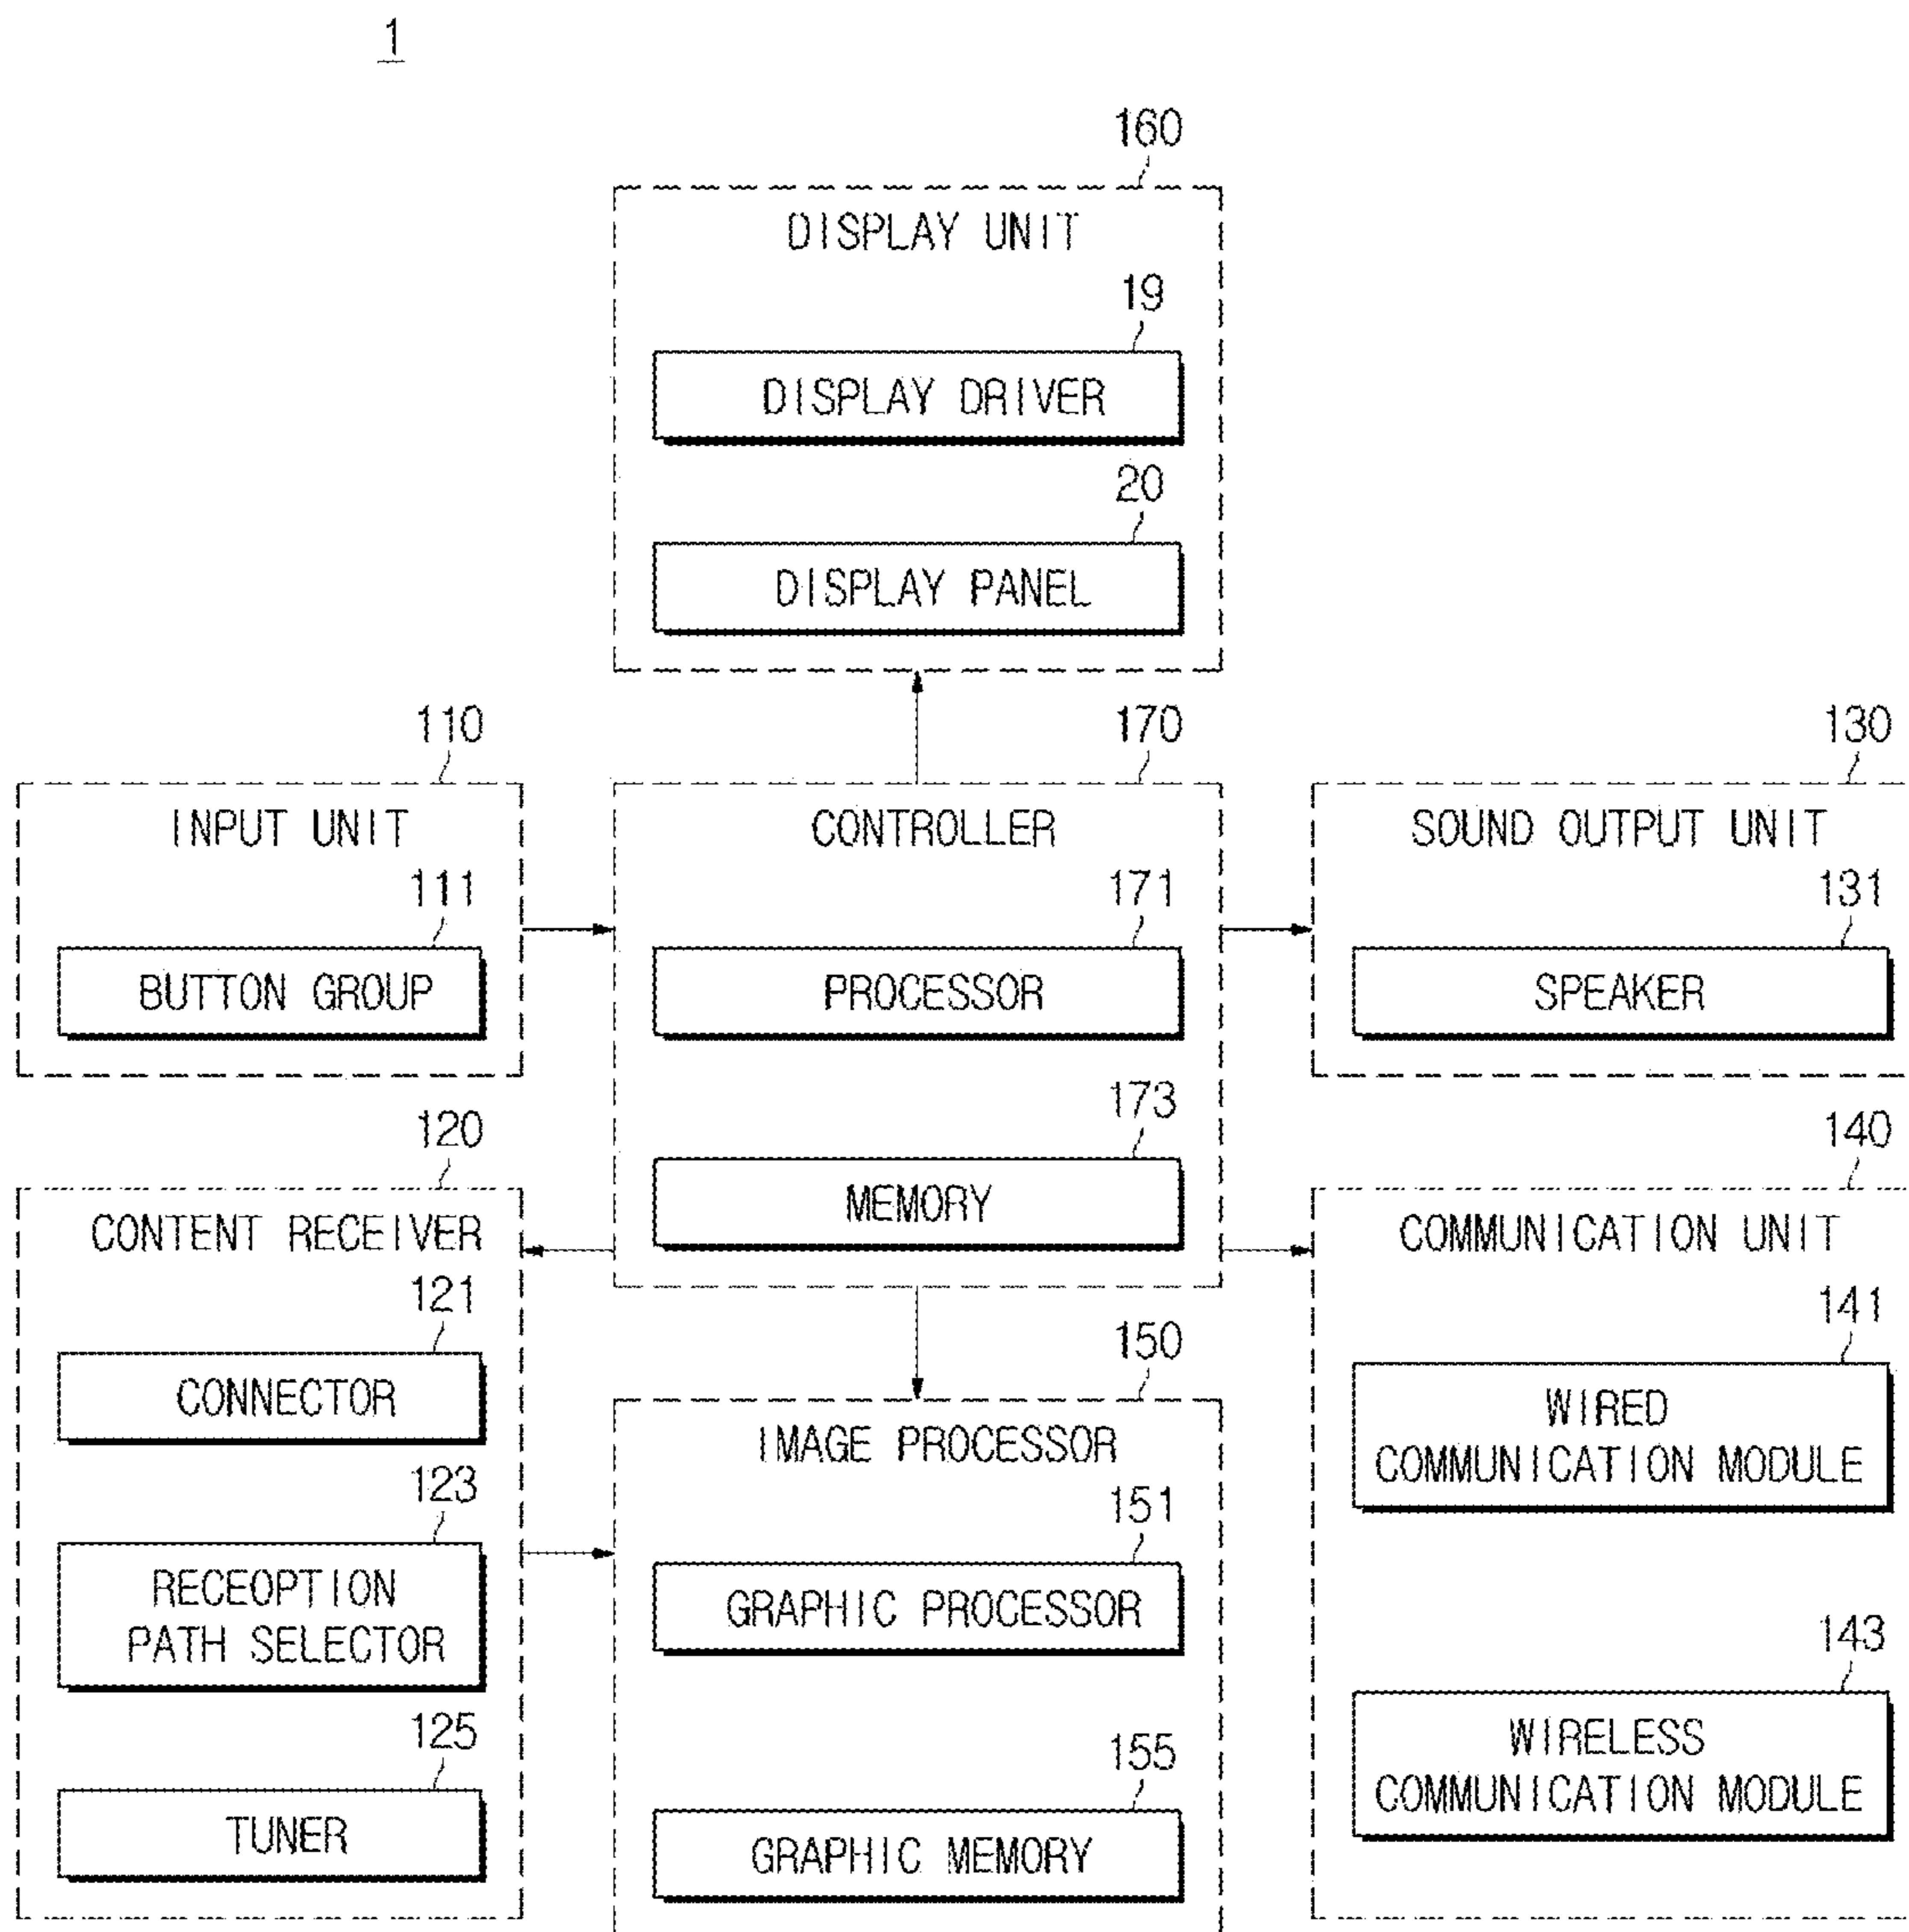 1
160
DISPLAY UNIT
19
DISPLAY DRIVER
20
DISPLAY PANEL
110
INPUT UNIT
111
BUTTON GROUP
170
CONTROLLER
171
PROCESSOR
173
MEMORY
130
SOUND OUTPUT UNIT
131
SPEAKER
120
CONTENT RECEIVER
121
CONNECTOR
123
RECEOPTION
PATH SELECTOR
125
TUNER
150
IMAGE PROCESSOR
151
GRAPHIC PROCESSOR
155
GRAPHIC MEMORY
140
COMMUNICATION UNIT
141
WIRED
COMMUNICATION MODULE
143
WIRELESS
COMMUNICATION MODULE